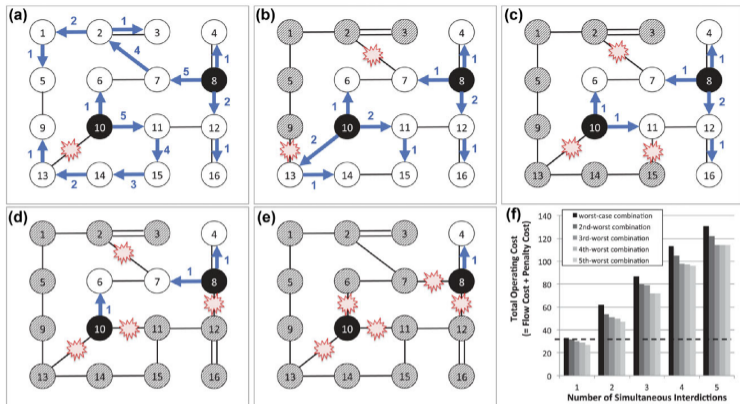 (a)
2 1
1 2 3 4
1 4 5 1
5 6 7 8
1 5 2
9 10 11 12
1 4 1
13 2 14 3 15 16
(b)
1 2 3 4
1 1
5 6 7 8
1 2 2
9 10 11 12
2 1 1
13 1 14 15 16
(c)
1 2 3 4
1 1
5 6 7 8
1 1 2
9 10 11 12
1
13 14 15 16
(d)
1 2 3 4
1 1
5 6 7 8
1
9 10 11 12
13 14 15 16
(e)
1 2 3 4
1
5 6 7 8
9 10 11 12
13 14 15 16
(f)
Total Operating Cost
(= Flow Cost + Penalty Cost)
140
120
100
80
60
40
20
0
worst-case combination
2nd-worst combination
3rd-worst combination
4th-worst combination
5th-worst combination
1 2 3 4 5
Number of Simultaneous Interdictions